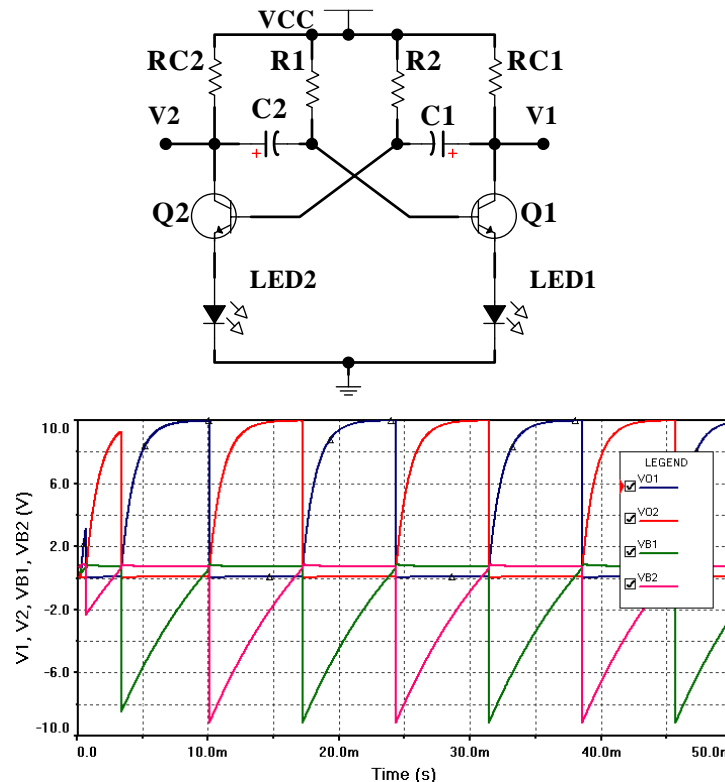 VCC
RC2 R1 R2 RC1
V2 C2 C1 V1
+ +
Q2 Q1
LED2 LED1
V1, V2, VB1, VB2 (V)
10.0
6.0
2.0
-2.0
-6.0
-10.0
LEGEND
VO1
VO2
VB1
VB2
0.0 10.0m 20.0m 30.0m 40.0m 50.0m
Time (s)